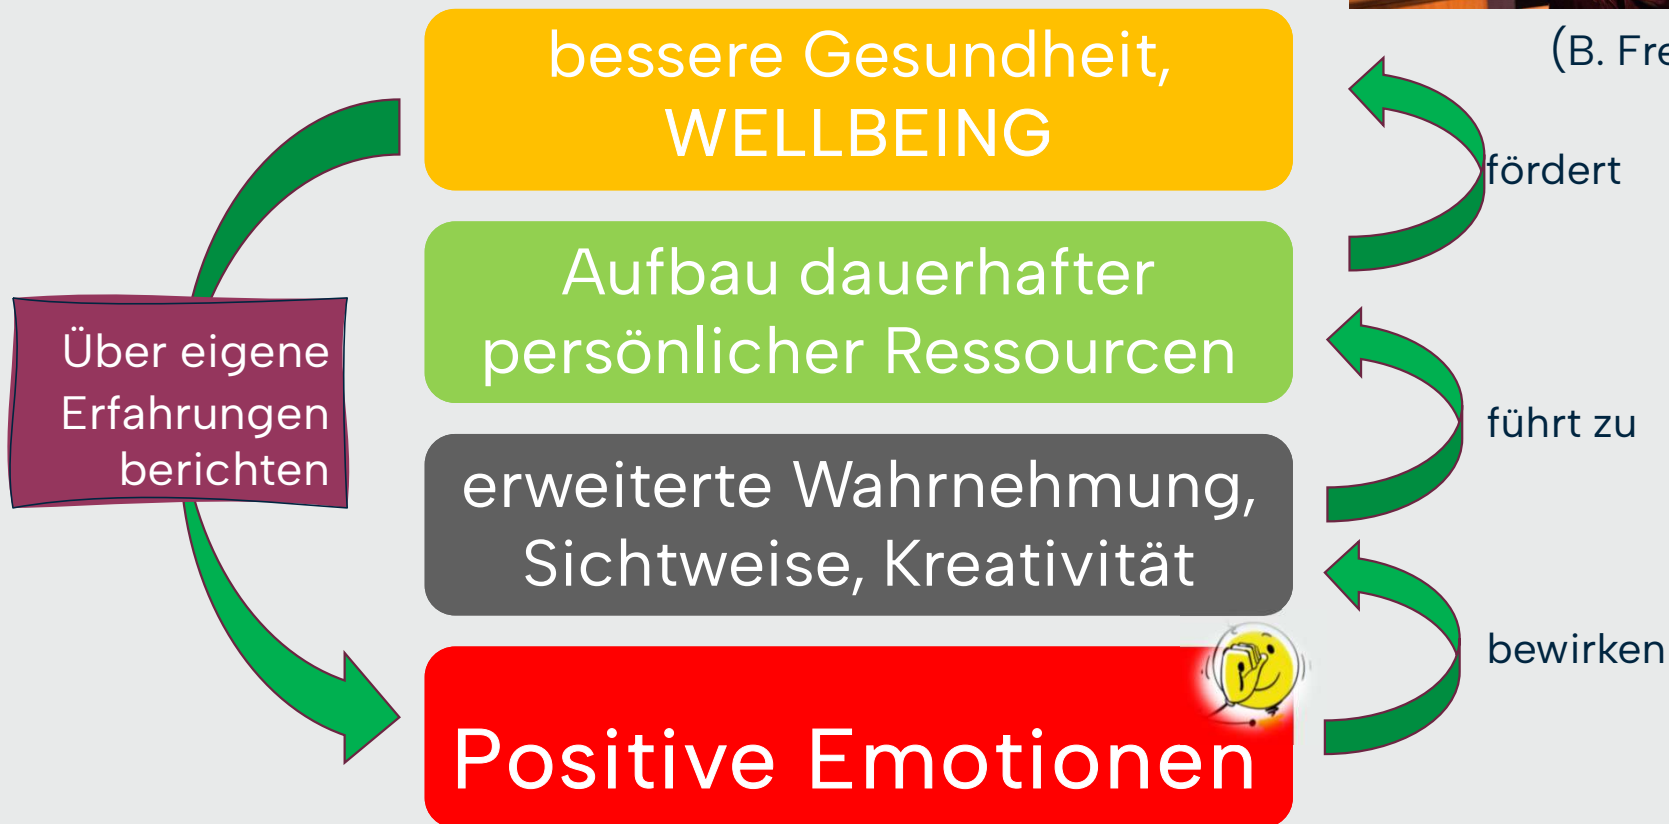 bessere Gesundheit,
WELLBEING
(B. Fre
fördert
Aufbau dauerhafter
persönlicher Ressourcen
Über eigene
Erfahrungen
berichten
führt zu
erweiterte Wahrnehmung,
Sichtweise, Kreativität
bewirken
Positive Emotionen